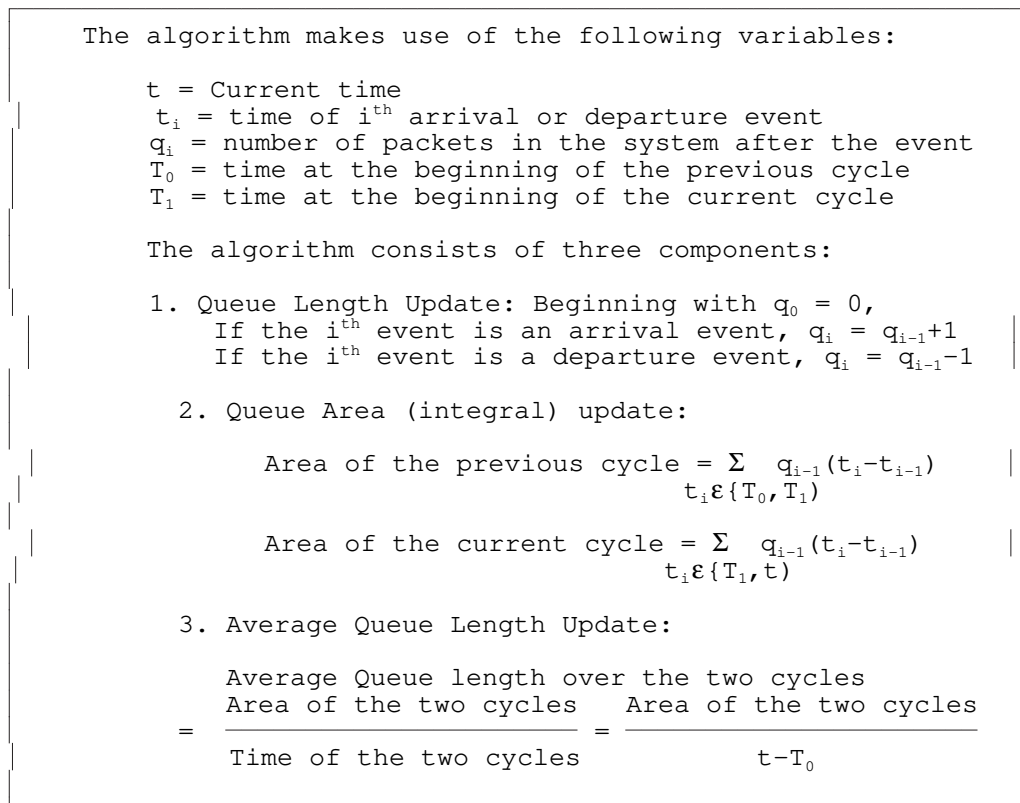 The algorithm makes use of the following variables:
t = Current time
tᵢ = time of iᵗʰ arrival or departure event
qᵢ = number of packets in the system after the event
T₀ = time at the beginning of the previous cycle
T₁ = time at the beginning of the current cycle
The algorithm consists of three components:
1. Queue Length Update: Beginning with q₀ = 0,
If the iᵗʰ event is an arrival event, qᵢ = qᵢ₋₁+1
If the iᵗʰ event is a departure event, qᵢ = qᵢ₋₁−1
2. Queue Area (integral) update:
Area of the previous cycle = Σ qᵢ₋₁(tᵢ−tᵢ₋₁)
tᵢε{T₀,T₁)
Area of the current cycle = Σ qᵢ₋₁(tᵢ−tᵢ₋₁)
tᵢε{T₁,t)
3. Average Queue Length Update:
Average Queue length over the two cycles
= Area of the two cycles = Area of the two cycles
Time of the two cycles t−T₀